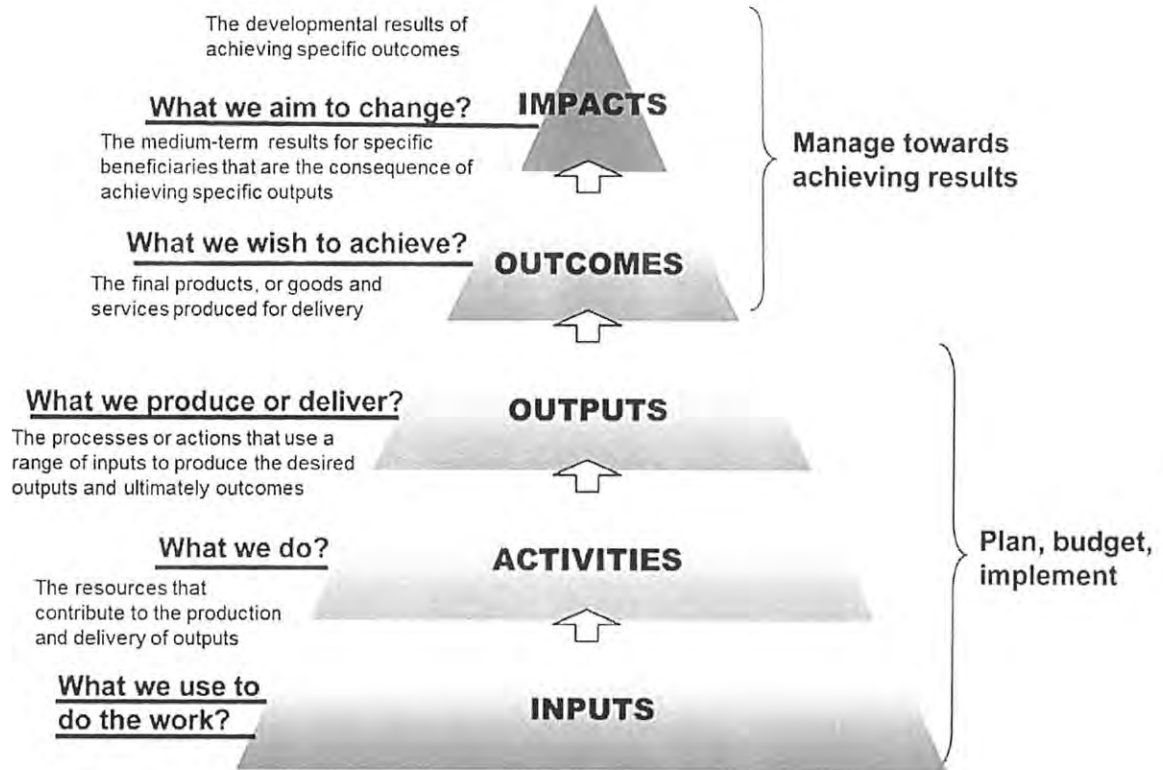 The developmental results of
achieving specific outcomes
What we aim to change?
IMPACTS
The medium-term results for specific
beneficiaries that are the consequence of
achieving specific outputs
Manage towards
achieving results
What we wish to achieve?
OUTCOMES
The final products, or goods and
services produced for delivery
What we produce or deliver?
OUTPUTS
The processes or actions that use a
range of inputs to produce the desired
outputs and ultimately outcomes
What we do?
ACTIVITIES
Plan, budget,
implement
The resources that
contribute to the production
and delivery of outputs
What we use to
do the work?
INPUTS